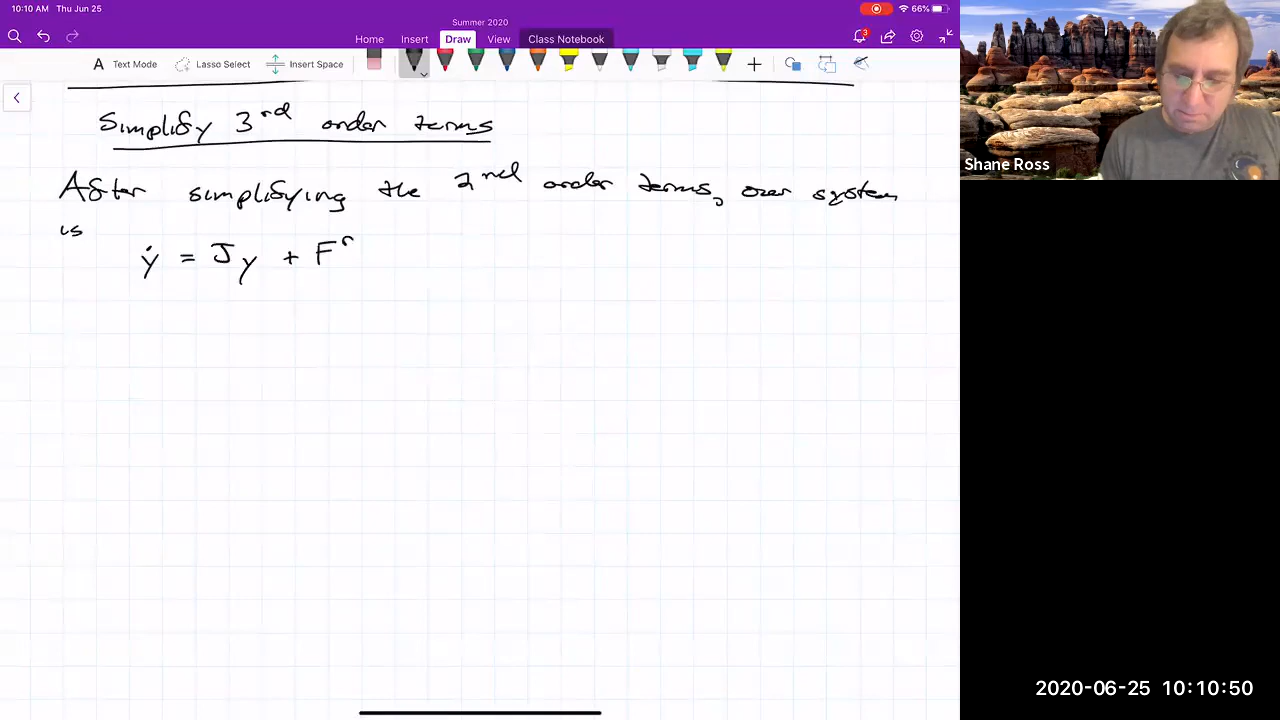 10:10 AM Thu Jun 25
66%
Summer 2020
Home Insert Draw View Class Notebook
3
Text Mode Lasso Select Insert Space
Simplify 3rd order terms
After simplifying the 2nd order terms, our system
is
ẏ = Jy + F^r
Shane Ross
2020-06-25 10:10:50